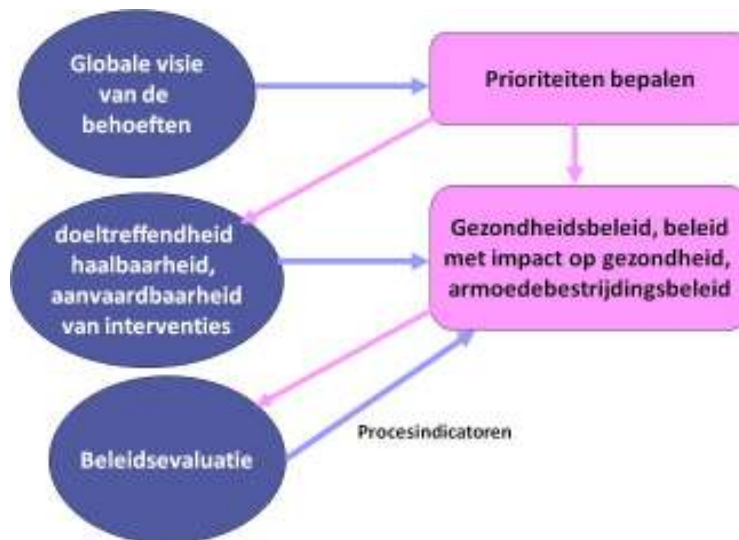 Globale visie
van de
behoeften
Prioriteiten bepalen
doeltreffendheid
haalbaarheid,
aanvaardbaarheid
van interventies
Gezondheidsbeleid, beleid
met impact op gezondheid,
armoedebestrijdingsbeleid
Beleidsevaluatie
Procesindicatoren